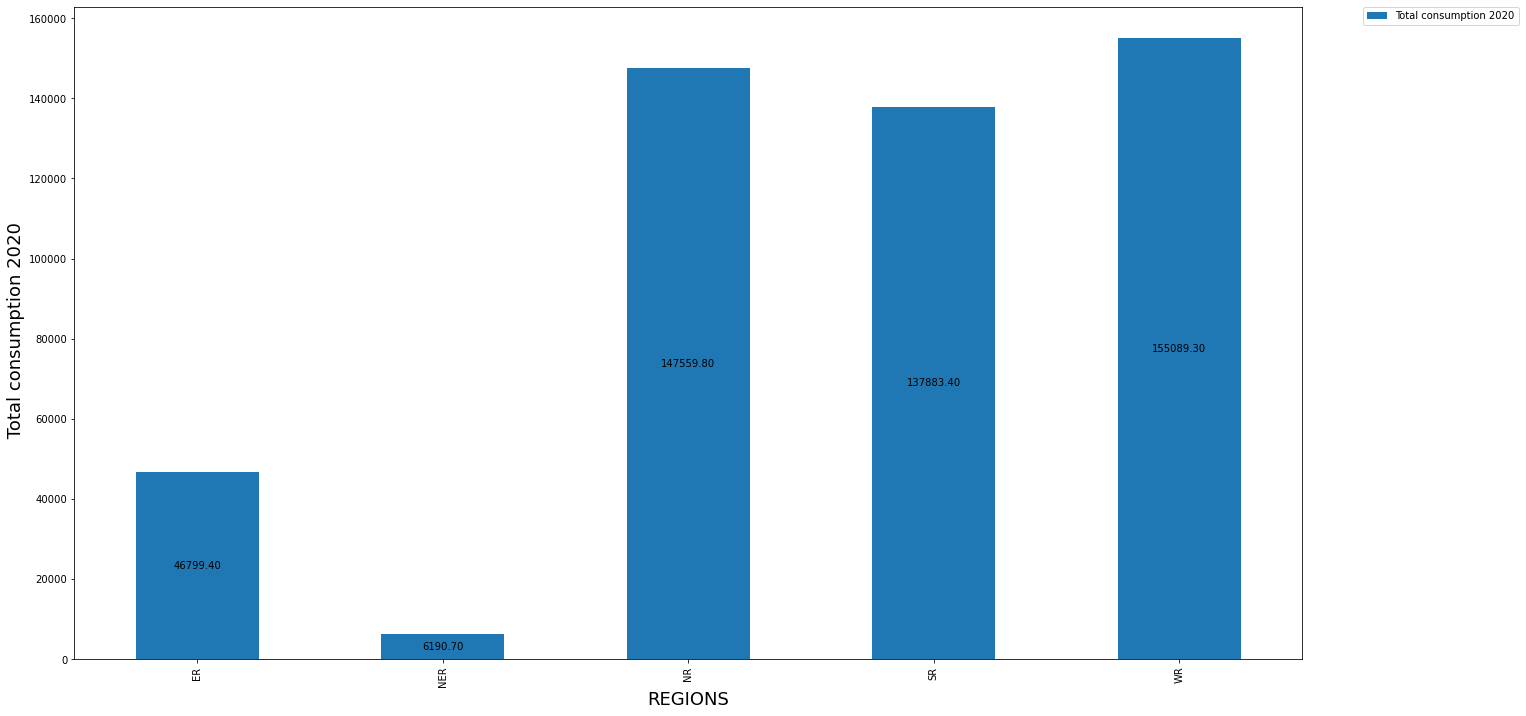 Total consumption 2020
160000
140000
120000
100000
80000
60000
40000
20000
0
Total consumption 2020
46799.40
6190.70
147559.80
137883.40
155089.30
ER
NER
NR
SR
WR
REGIONS